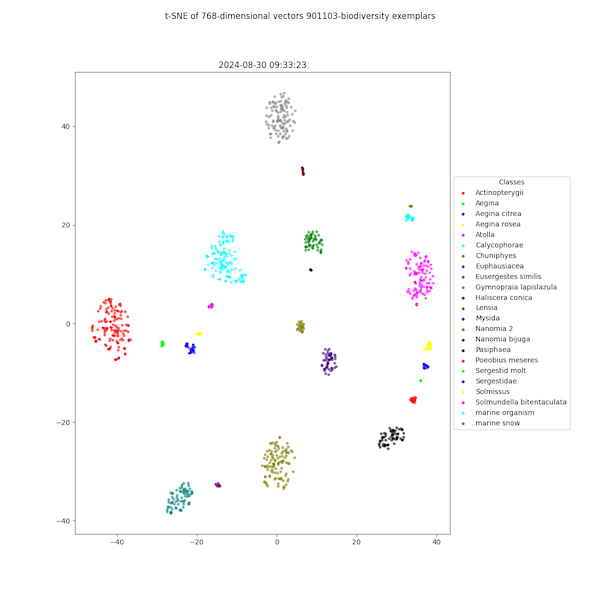 t-SNE of 768-dimensional vectors 901103-biodiversity exemplars
2024-08-30 09:33:23
40
20
0
−20
−40
−40 −20 0 20 40
Classes
Actinopterygii
Aegina
Aegina citrea
Aegina rosea
Atolla
Calycophorae
Chuniphyes
Euphausiacea
Eusergestes similis
Gymnopraia lapislazula
Haliscera conica
Lensia
Mysida
Nanomia 2
Nanomia bijuga
Pasiphaea
Poeobius meseres
Sergestid molt
Sergestidae
Solmissus
Solmundella bitentaculata
marine organism
marine snow